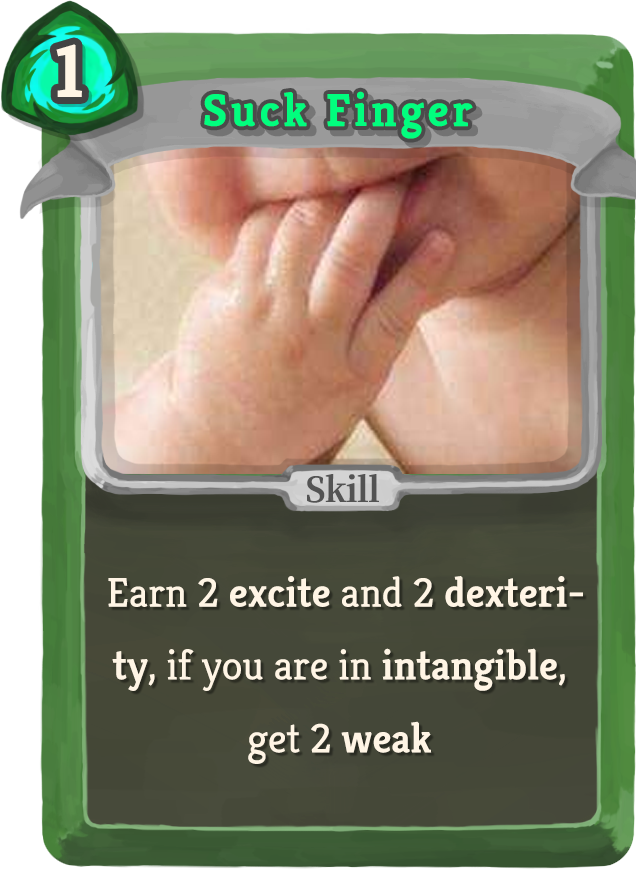 1
Suck Finger
Skill
Earn 2 excite and 2 dexteri-
ty, if you are in intangible,
get 2 weak